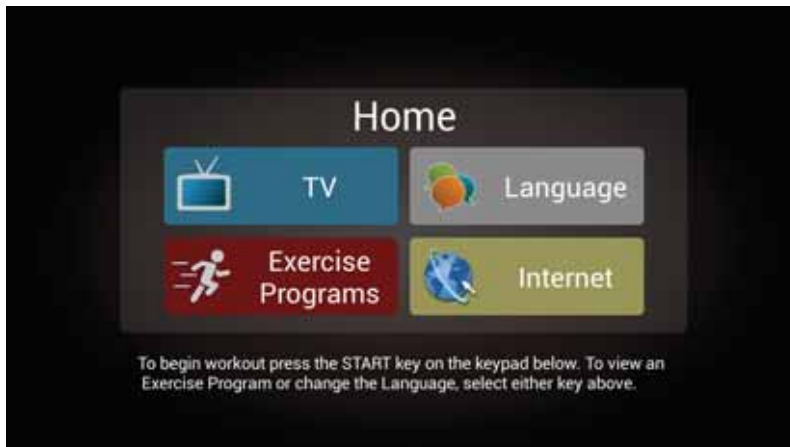 Home
TV
Language
Exercise
Programs
Internet
To begin workout press the START key on the keypad below. To view an
Exercise Program or change the Language, select either key above.